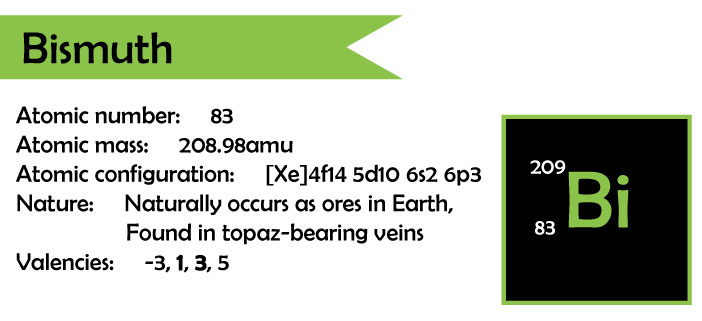 Bismuth
Atomic number: 83
Atomic mass: 208.98amu
Atomic configuration: [Xe]4f14 5d10 6s2 6p3
Nature: Naturally occurs as ores in Earth,
Found in topaz-bearing veins
Valencies: -3, 1, 3, 5
209
Bi
83